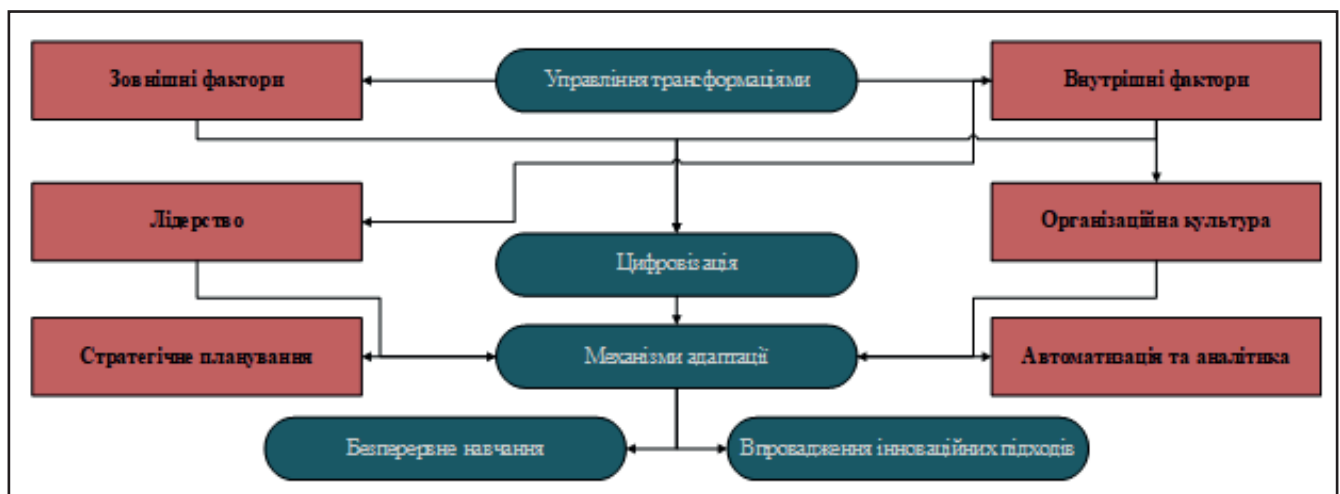 Зовнішні фактори
Управління трансформаціями
Внутрішні фактори
Лідерство
Організаційна культура
Цифровізація
Стратегічне планування
Механізми адаптації
Автоматизація та аналітика
Безперервне навчання
Впровадження інноваційних підходів